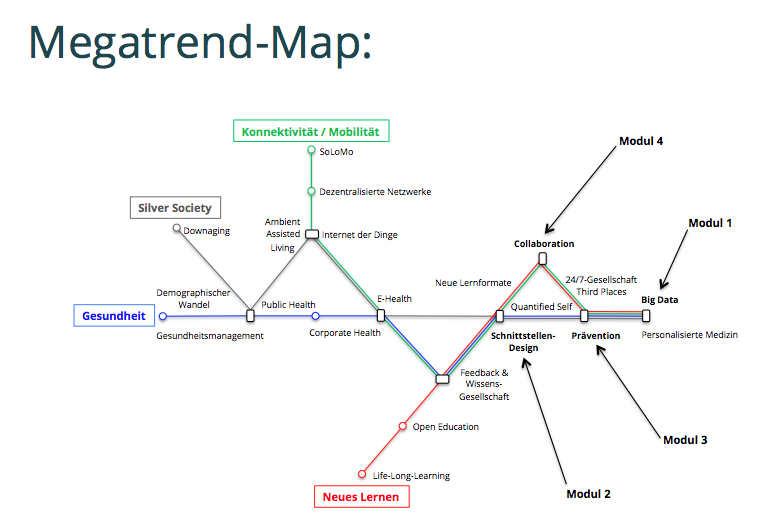 Megatrend-Map:
Konnektivität / Mobilität
SoLoMo
Modul 4
Dezentralisierte Netzwerke
Silver Society
Downaging
Ambient
Assisted
Living
Internet der Dinge
Modul 1
Collaboration
Neue Lernformate
24/7-Gesellschaft
Third Places
Big Data
Demographischer
Wandel
Public Health
E-Health
Quantified Self
Gesundheit
Gesundheitsmanagement
Corporate Health
Schnittstellen-
Design
Prävention
Personalisierte Medizin
Feedback &
Wissens-
Gesellschaft
Open Education
Modul 3
Life-Long-Learning
Neues Lernen
Modul 2